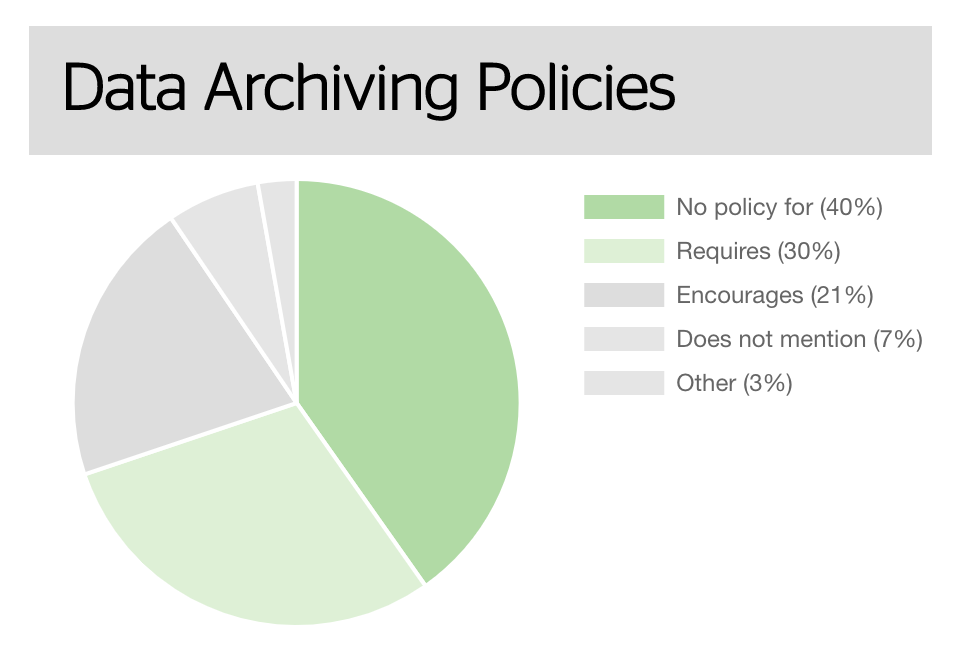 Data Archiving Policies
No policy for (40%)
Requires (30%)
Encourages (21%)
Does not mention (7%)
Other (3%)